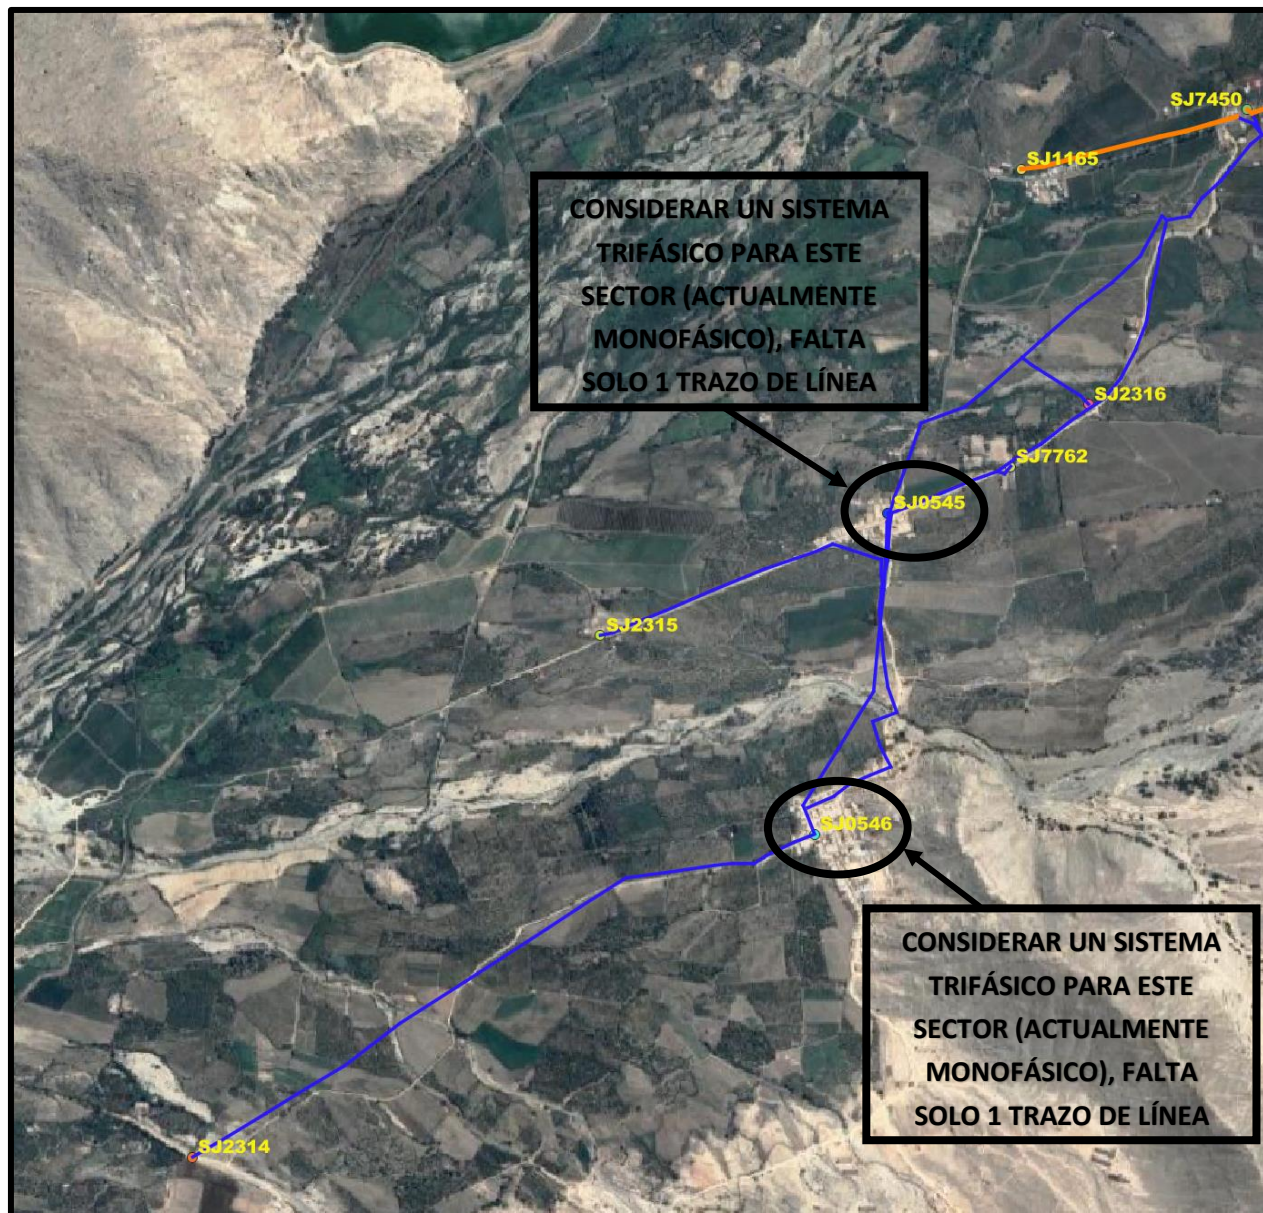 SJ7450
SJ1165
CONSIDERAR UN SISTEMA
TRIFÁSICO PARA ESTE
SECTOR (ACTUALMENTE
MONOFÁSICO), FALTA
SOLO 1 TRAZO DE LÍNEA
SJ2316
SJ7762
SJ0545
SJ2315
SJ0546
CONSIDERAR UN SISTEMA
TRIFÁSICO PARA ESTE
SECTOR (ACTUALMENTE
MONOFÁSICO), FALTA
SOLO 1 TRAZO DE LÍNEA
SJ2314